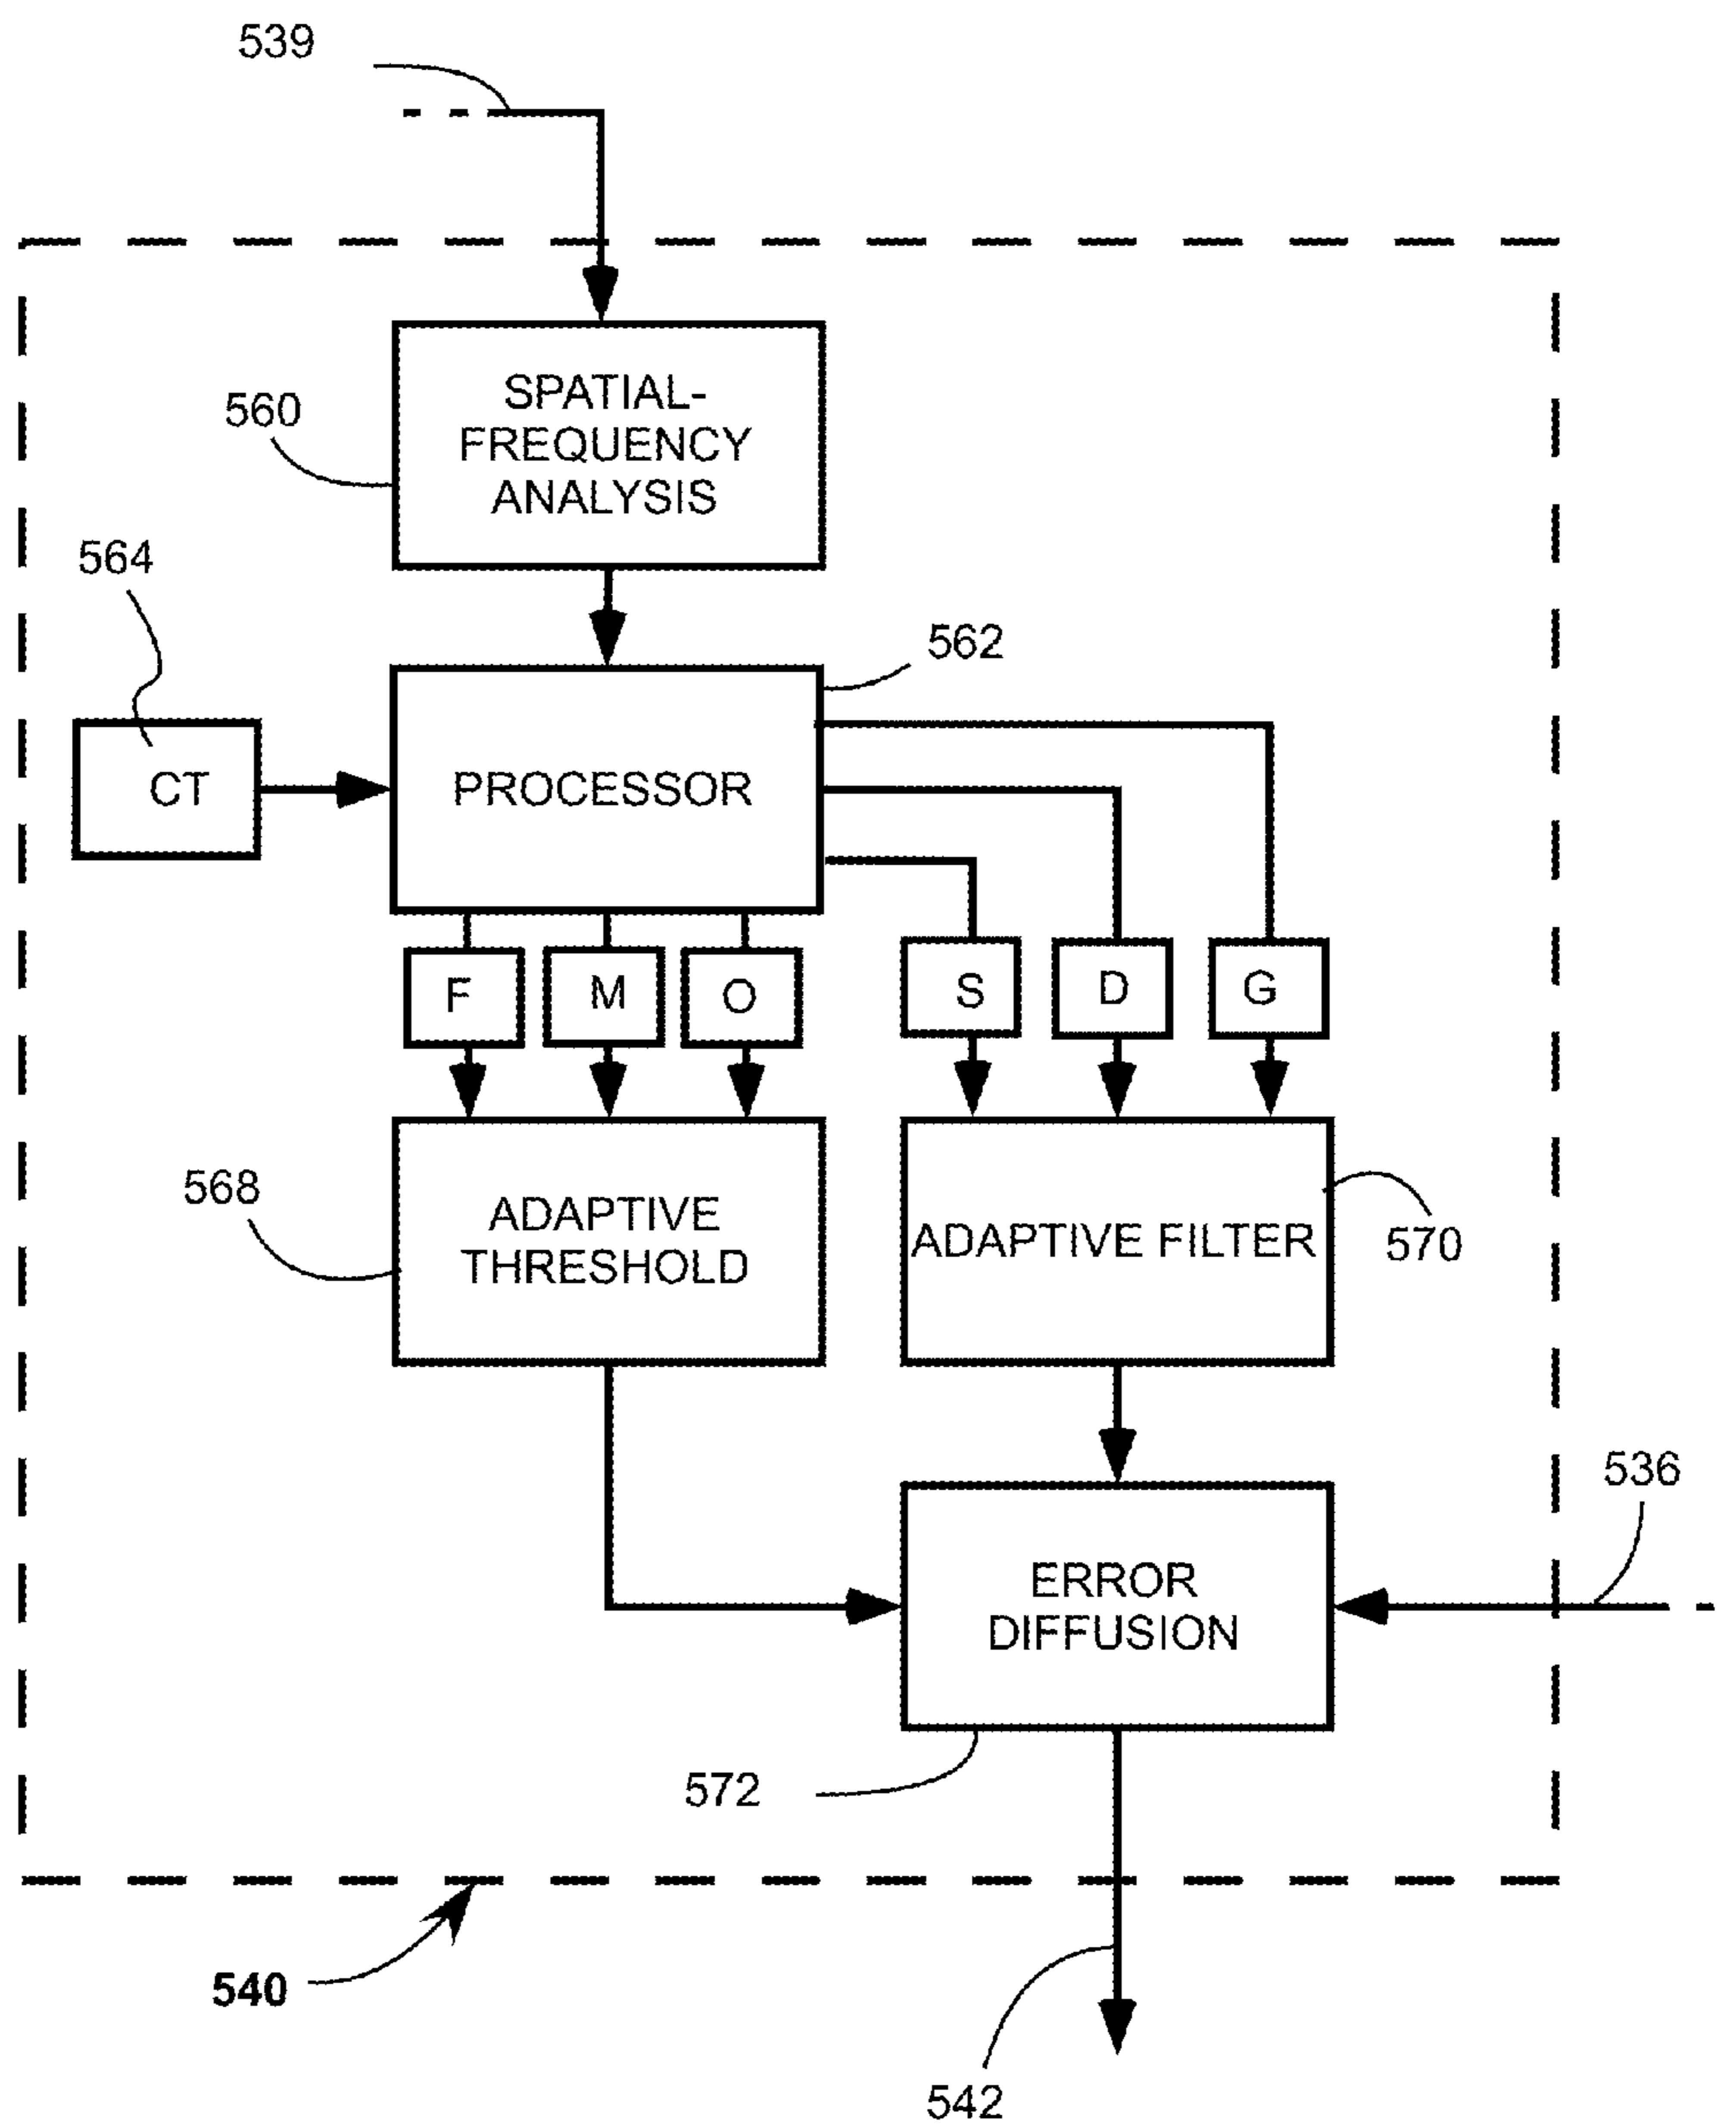 539
SPATIAL-
FREQUENCY
ANALYSIS
560
564
562
CT
PROCESSOR
F
M
O
S
D
G
568
ADAPTIVE
THRESHOLD
ADAPTIVE FILTER
570
536
ERROR
DIFFUSION
572
540
542